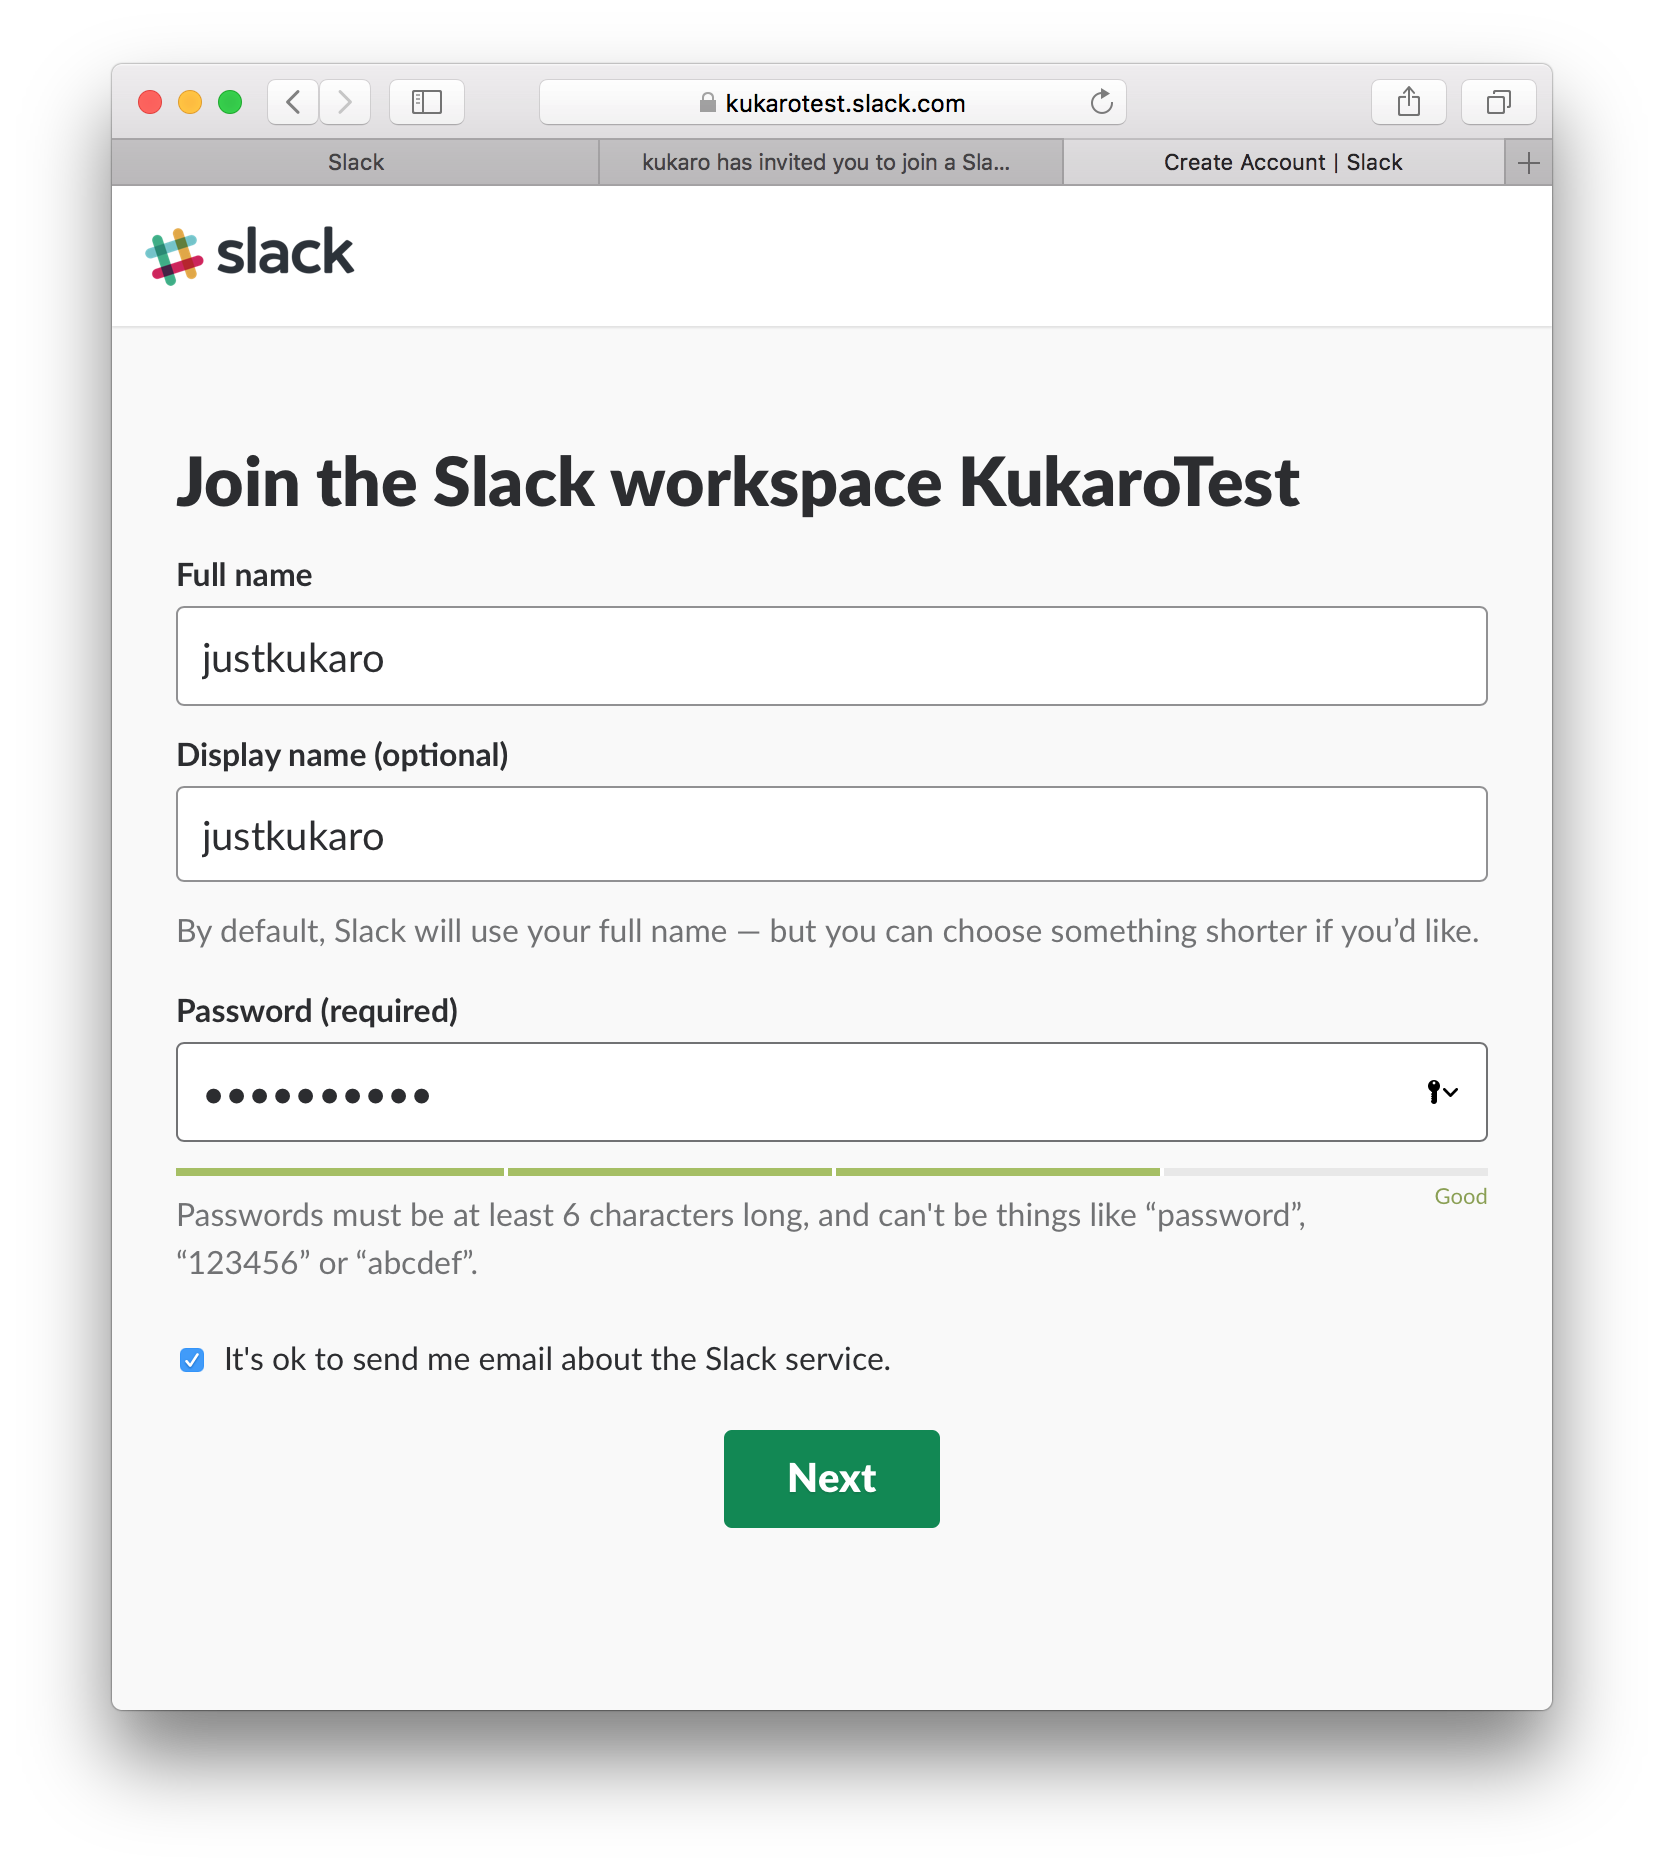 kukarotest.slack.com
Slack
kukaro has invited you to join a Sla...
Create Account | Slack
slack
Join the Slack workspace KukaroTest
Full name
justkukaro
Display name (optional)
justkukaro
By default, Slack will use your full name — but you can choose something shorter if you’d like.
Password (required)
••••••••••
Good
Passwords must be at least 6 characters long, and can't be things like “password”,
“123456” or “abcdef”.
It's ok to send me email about the Slack service.
Next